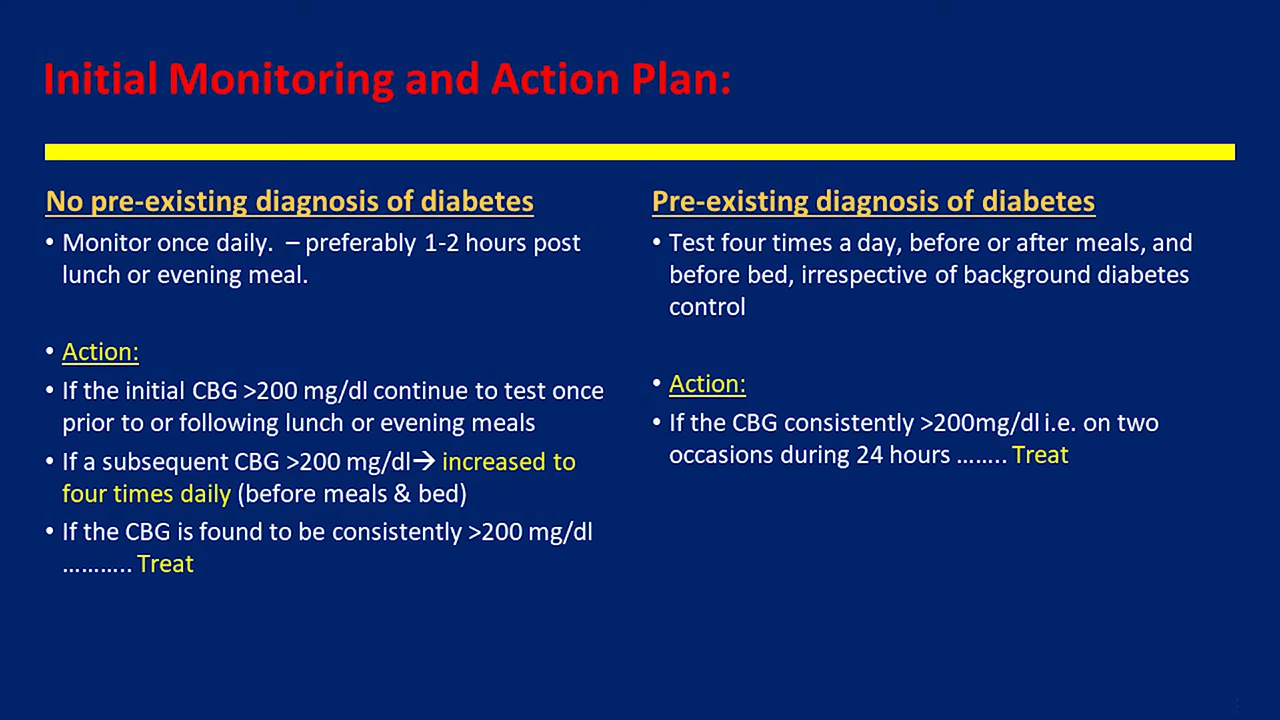 Initial Monitoring and Action Plan:
No pre-existing diagnosis of diabetes
• Monitor once daily.  – preferably 1-2 hours post
lunch or evening meal.
• Action:
• If the initial CBG >200 mg/dl continue to test once
prior to or following lunch or evening meals
• If a subsequent CBG >200 mg/dl→ increased to
four times daily (before meals & bed)
• If the CBG is found to be consistently >200 mg/dl
……….. Treat
Pre-existing diagnosis of diabetes
• Test four times a day, before or after meals, and
before bed, irrespective of background diabetes
control
• Action:
• If the CBG consistently >200mg/dl i.e. on two
occasions during 24 hours …….. Treat